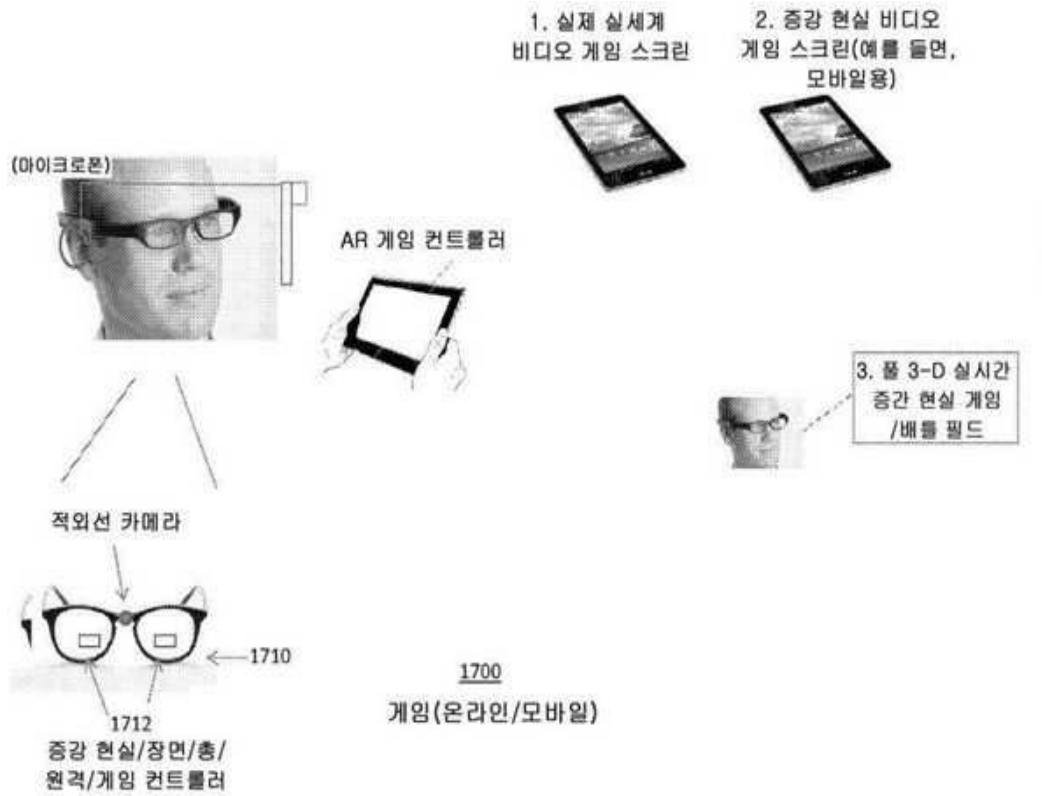 1. 실제 실세계
비디오 게임 스크린
2. 증강 현실 비디오
게임 스크린(예를 들면,
모바일용)
(마이크로폰)
AR 게임 컨트롤러
3. 풀 3-D 실시간
증간 현실 게임
/배틀 필드
적외선 카메라
1710
1712
증강 현실/장면/총/
원격/게임 컨트롤러
1700
게임(온라인/모바일)